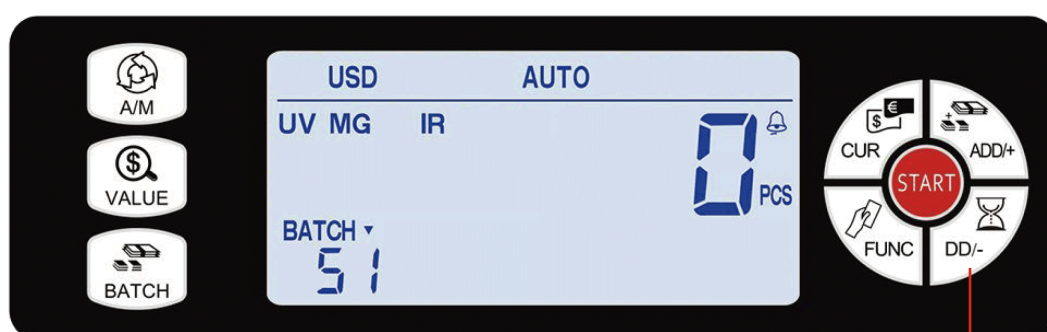 A/M
VALUE
BATCH
USD AUTO
UV MG IR
0 PCS
BATCH
51
CUR
ADD/+
START
FUNC
DD/-